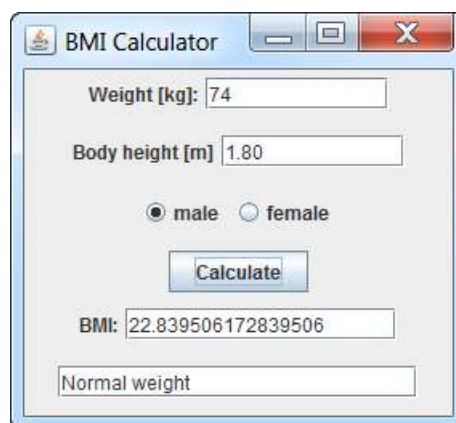 BMI Calculator
Weight [kg]: 74
Body height [m] 1.80
male female
Calculate
BMI: 22.839506172839506
Normal weight